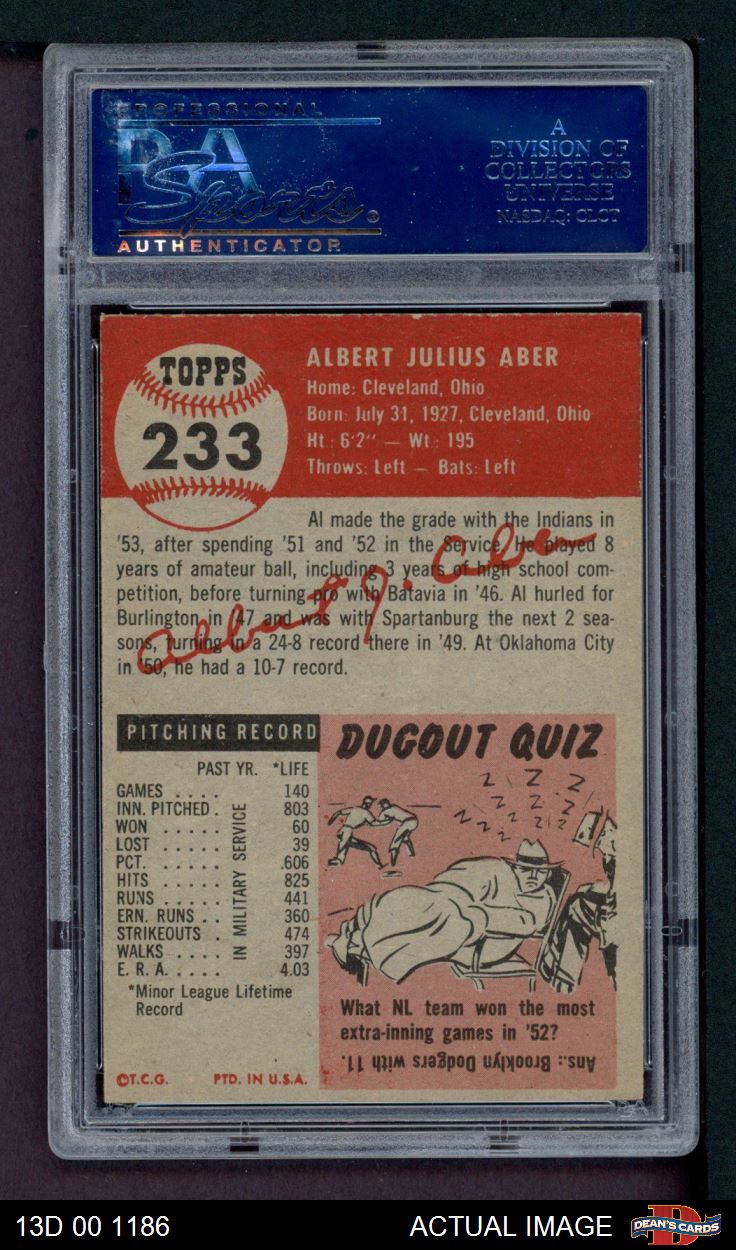 PROFESSIONAL
PSA
Sports®
AUTHENTICATOR
A
DIVISION OF
COLLECTORS
UNIVERSE
NASDAQ: CLCT
TOPPS
233
ALBERT JULIUS ABER
Home: Cleveland, Ohio
Born: July 31, 1927, Cleveland, Ohio
Ht.: 6'2" — Wt.: 195
Throws: Left — Bats: Left
Al made the grade with the Indians in
'53, after spending '51 and '52 in the Service. He played 8
years of amateur ball, including 3 years of high school com-
petition, before turning pro with Batavia in '46. Al hurled for
Burlington in '47 and was with Spartanburg the next 2 sea-
sons, turning in a 24-8 record there in '49. At Oklahoma City
in '50, he had a 10-7 record.
Albert J. Aber
PITCHING RECORD
PAST YR. *LIFE
GAMES . . . . 140
INN. PITCHED . 803
WON . . . . . 60
LOST . . . . . 39
PCT. . . . . . .606
HITS . . . . . 825
RUNS . . . . . 441
ERN. RUNS . . 360
STRIKEOUTS . 474
WALKS . . . . 397
E. R. A. . . . . 4.03
IN MILITARY SERVICE
*Minor League Lifetime
Record
©T.C.G. PTD. IN U.S.A.
DUGOUT QUIZ
Z Z Z
Z Z Z Z
Z Z Z Z
What NL team won the most
extra-inning games in '52?
Ans.: Brooklyn Dodgers with 11.
13D 00 1186
ACTUAL IMAGE
D
DEAN'S CARDS